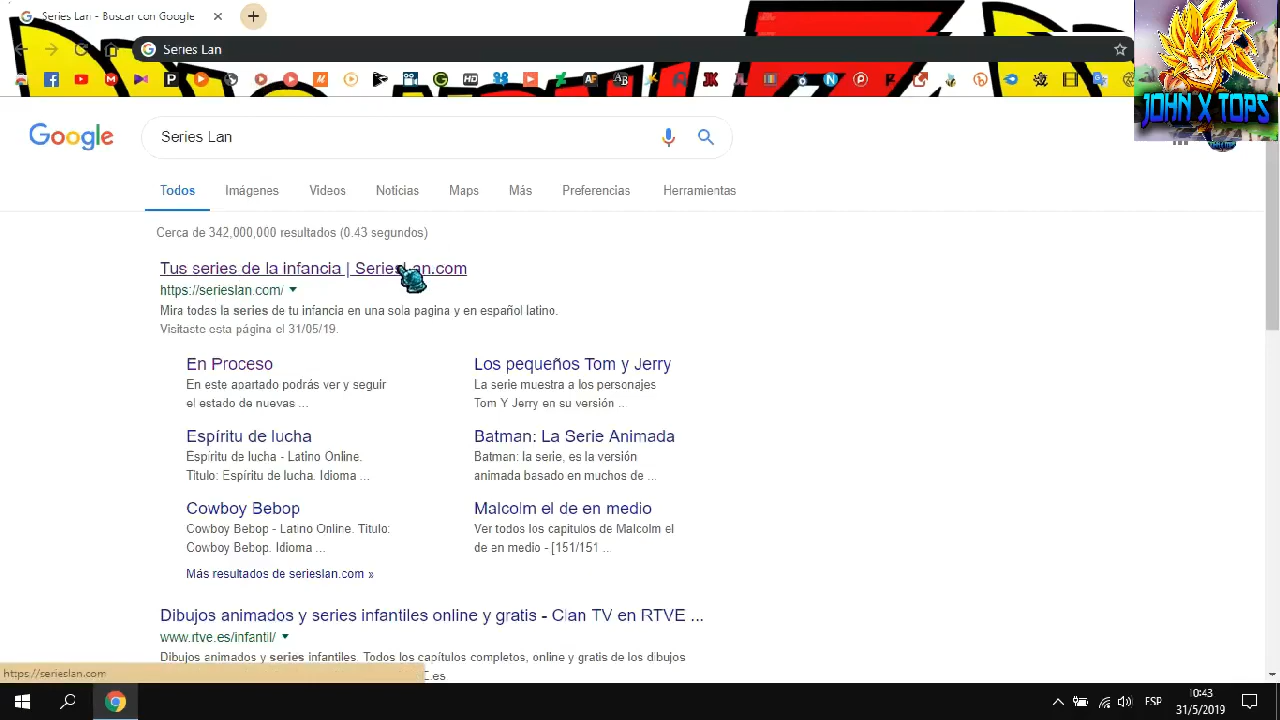 Series Lan - Buscar con Google
Series Lan
JOHN X TOPS
Google
Series Lan
Todos Imágenes Videos Noticias Maps Más Preferencias Herramientas
Cerca de 342,000,000 resultados (0.43 segundos)
Tus series de la infancia | SeriesLan.com
https://serieslan.com/
Mira todas la series de tu infancia en una sola pagina y en español latino.
Visitaste esta página el 31/05/19.
En Proceso
En este apartado podrás ver y seguir
el estado de nuevas ...
Los pequeños Tom y Jerry
La serie muestra a los personajes
Tom Y Jerry en su versión ...
Espíritu de lucha
Espíritu de lucha - Latino Online.
Titulo: Espíritu de lucha. Idioma ...
Batman: La Serie Animada
Batman: la serie, es la versión
animada basado en muchos de ...
Cowboy Bebop
Cowboy Bebop - Latino Online. Titulo:
Cowboy Bebop. Idioma ...
Malcolm el de en medio
Ver todos los capitulos de Malcolm el
de en medio - [151/151 ...
Más resultados de serieslan.com »
Dibujos animados y series infantiles online y gratis - Clan TV en RTVE ...
www.rtve.es/infantil/
Dibujos animados y series infantiles. Todos los capítulos completos, online y gratis de los dibujos
https://serieslan.com
ESP
10:43
31/5/2019